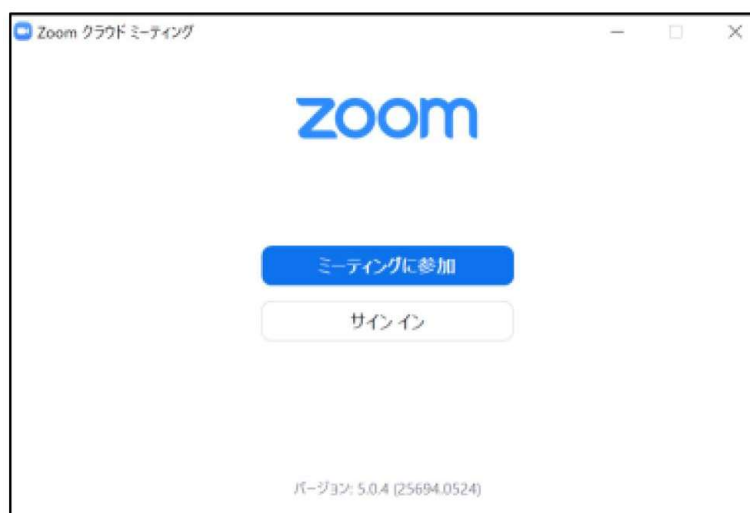 Zoom クラウド ミーティング
zoom
ミーティングに参加
サイン イン
バージョン: 5.0.4 (25694.0524)